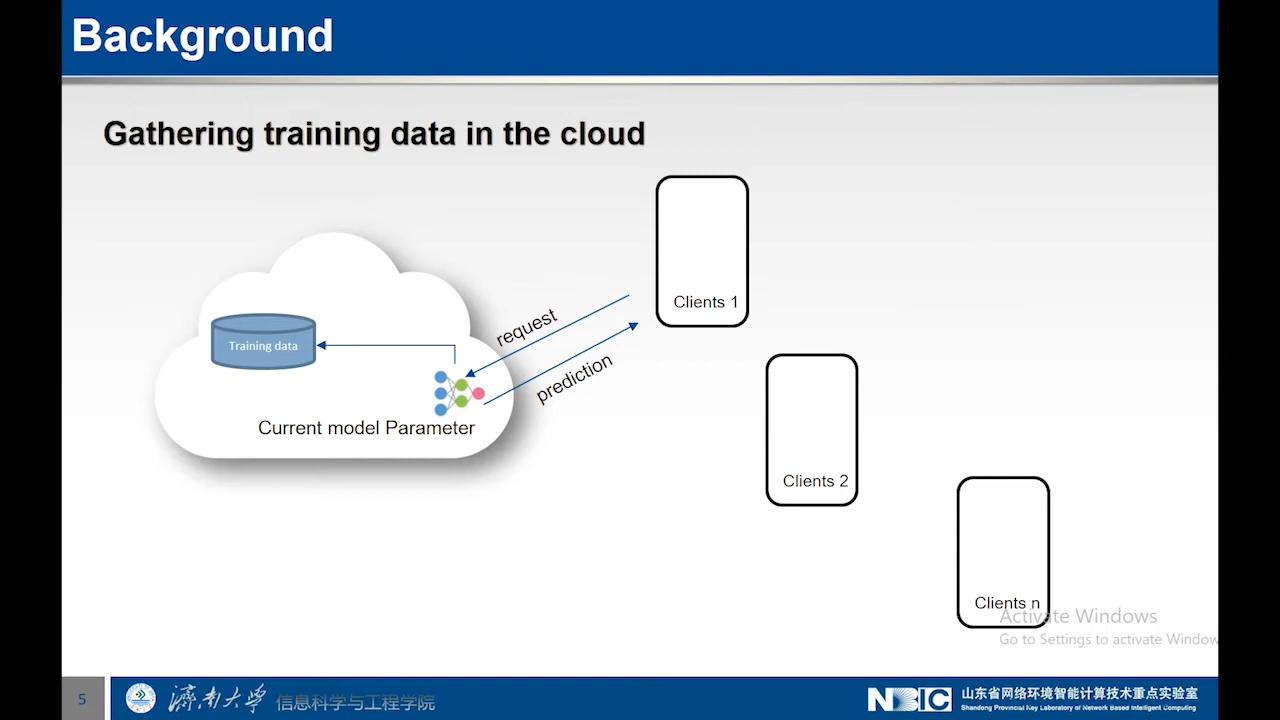 Background
Gathering training data in the cloud
Clients 1
request
Training data
prediction
Current model Parameter
Clients 2
Clients n
Activate Windows
Go to Settings to activate Window
5
濟南大学
信息科学与工程学院
NBIC
山东省网络环境智能计算技术重点实验室
Shandong Provincial Key Laboratory of Network Based Intelligent Computing